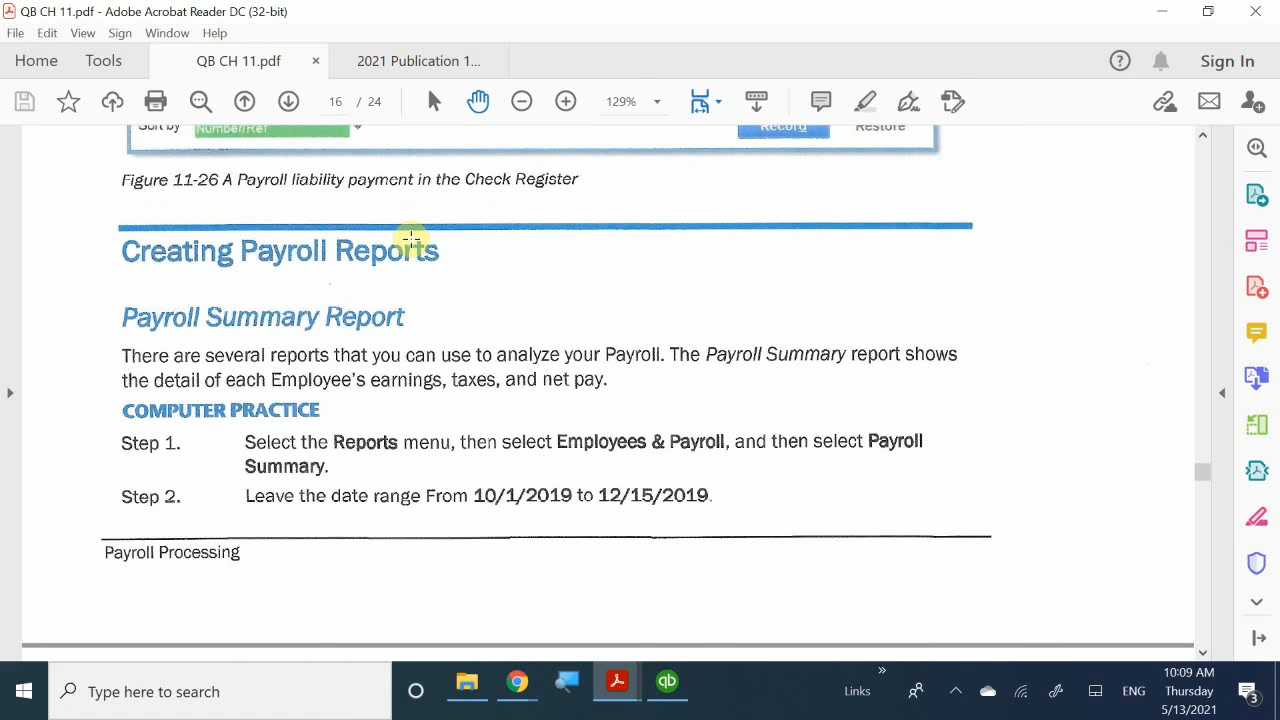 QB CH 11.pdf - Adobe Acrobat Reader DC (32-bit)
File Edit View Sign Window Help
Home Tools QB CH 11.pdf × 2021 Publication 1... Sign In
16 / 24 129%
Sort by Number/Ref Record Restore
Figure 11-26 A Payroll liability payment in the Check Register
Creating Payroll Reports
Payroll Summary Report
There are several reports that you can use to analyze your Payroll. The Payroll Summary report shows
the detail of each Employee's earnings, taxes, and net pay.
COMPUTER PRACTICE
Step 1. Select the Reports menu, then select Employees & Payroll, and then select Payroll
Summary.
Step 2. Leave the date range From 10/1/2019 to 12/15/2019.
Payroll Processing
Type here to search
Links
ENG
10:09 AM
Thursday
5/13/2021
3